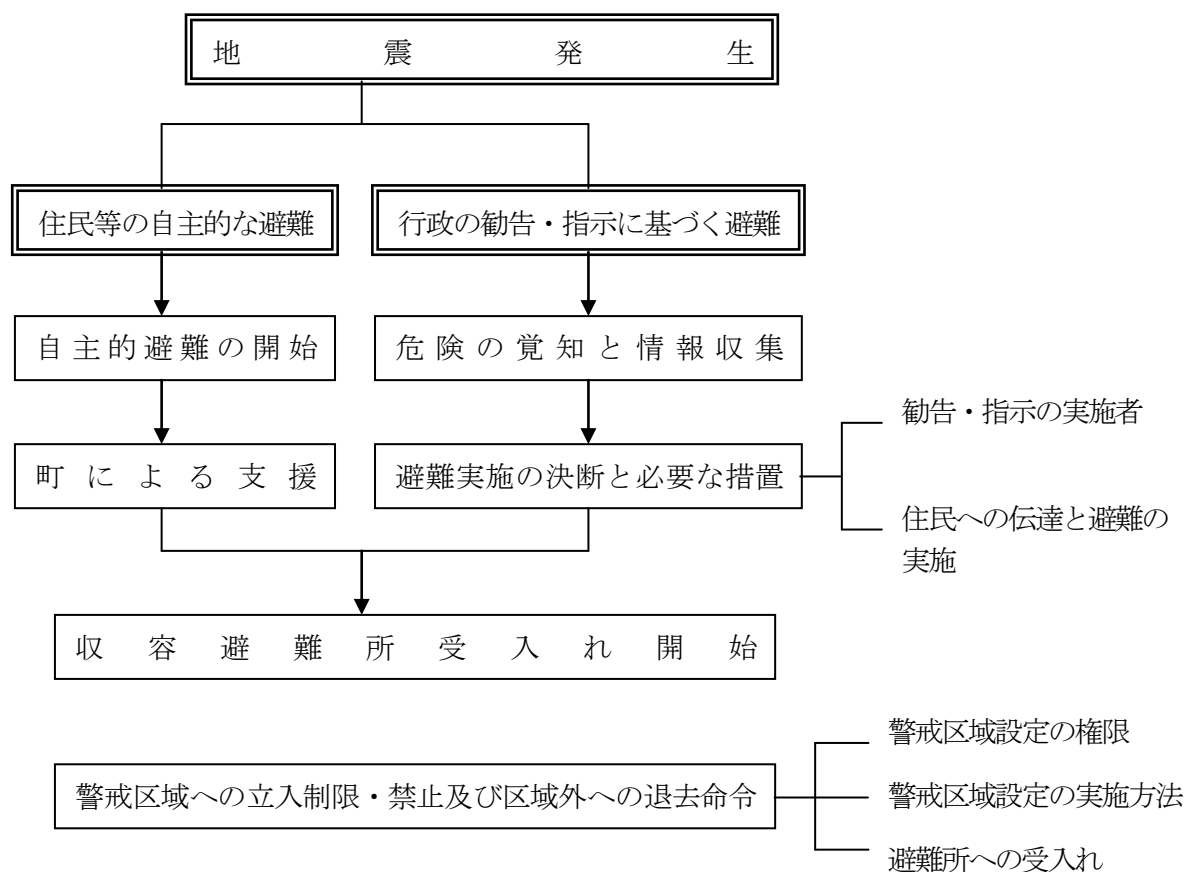 地震発生
住民等の自主的な避難
行政の勧告・指示に基づく避難
自主的避難の開始
危険の覚知と情報収集
町による支援
避難実施の決断と必要な措置
勧告・指示の実施者
住民への伝達と避難の
実施
収容避難所受入れ開始
警戒区域への立入制限・禁止及び区域外への退去命令
警戒区域設定の権限
警戒区域設定の実施方法
避難所への受入れ